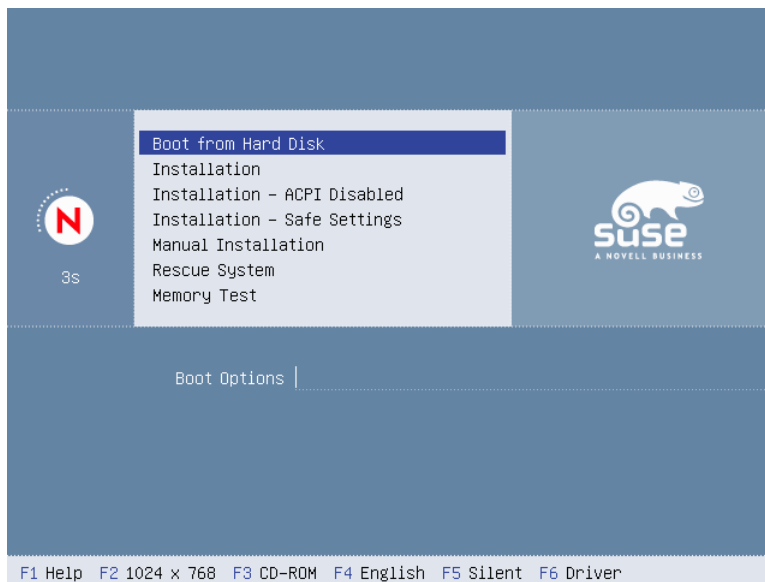 Boot from Hard Disk
Installation
Installation - ACPI Disabled
Installation - Safe Settings
Manual Installation
Rescue System
Memory Test
N
3s
SUSE
A NOVELL BUSINESS
Boot Options
F1 Help F2 1024 x 768 F3 CD-ROM F4 English F5 Silent F6 Driver